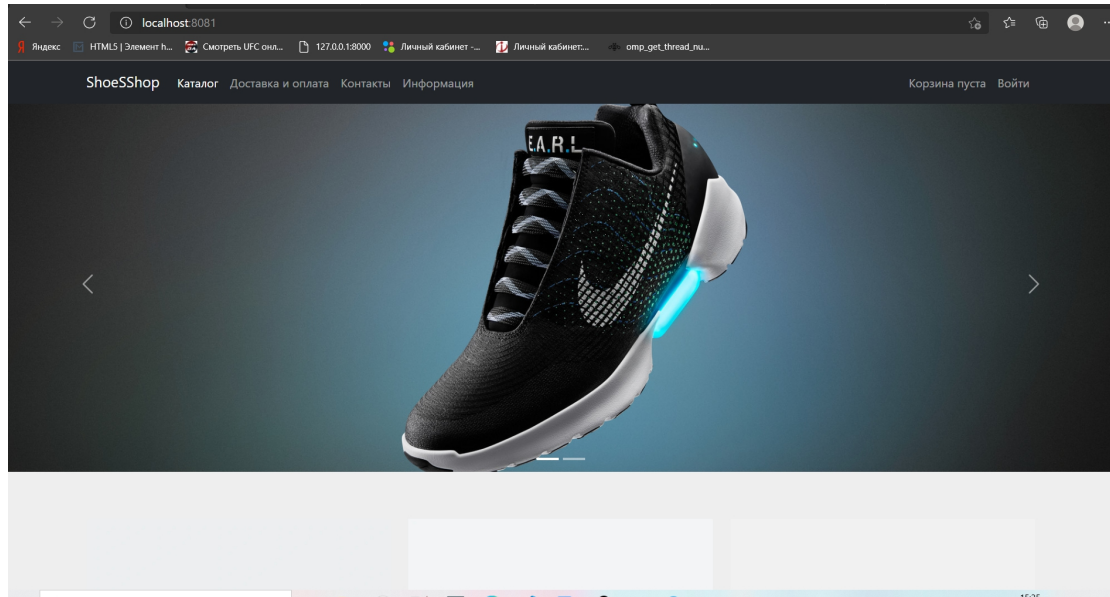 localhost:8081
Яндекс HTML5 | Элемент h... Смотреть UFC онл... 127.0.0.1:8000 Личный кабинет -... Личный кабинет:... omp_get_thread_nu...
ShoeSShop Каталог Доставка и оплата Контакты Информация Корзина пуста Войти
E.A.R.L